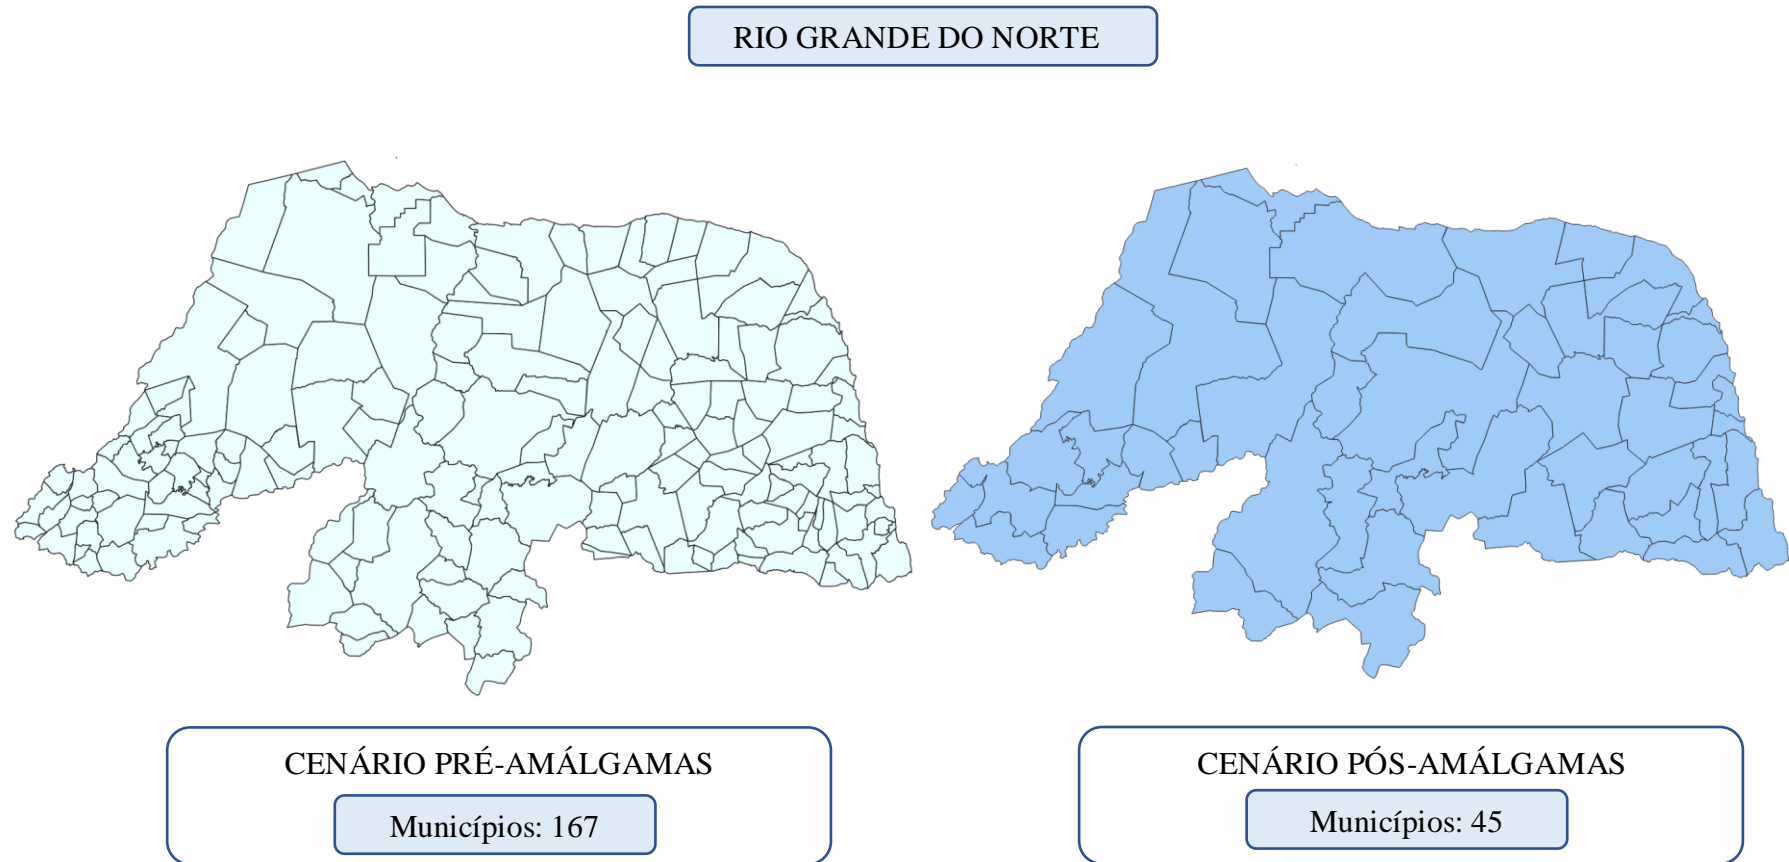 RIO GRANDE DO NORTE
CENÁRIO PRÉ-AMÁLGAMAS
Municípios: 167
CENÁRIO PÓS-AMÁLGAMAS
Municípios: 45